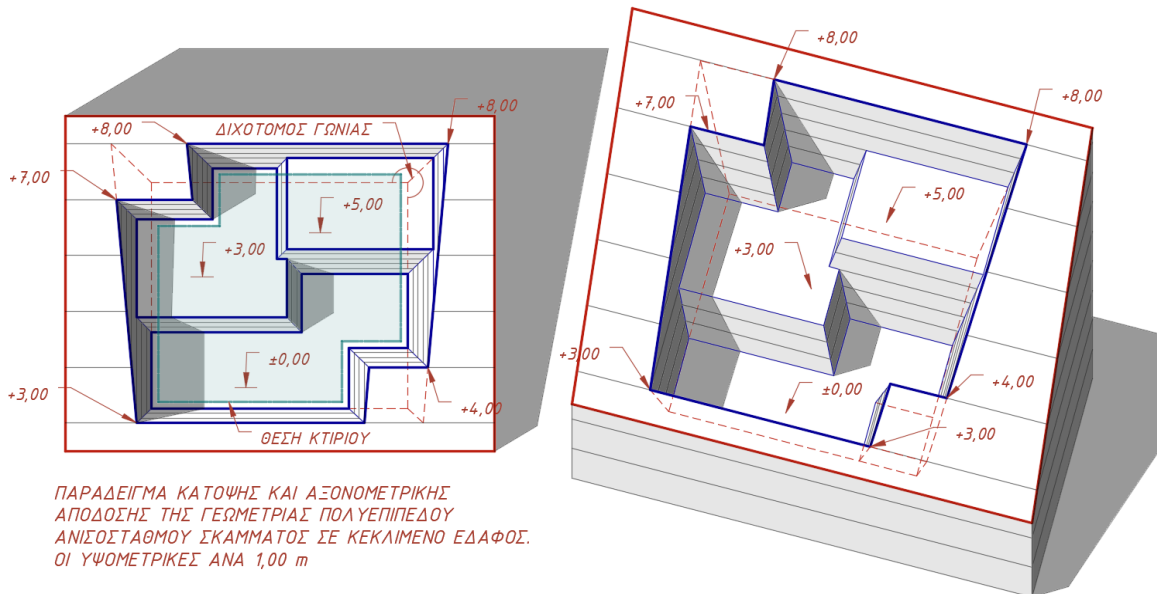 +8,00
+8,00
ΔΙΧΟΤΟΜΟΣ ΓΩΝΙΑΣ
+7,00
+5,00
+3,00
±0,00
+3,00
+4,00
ΘΕΣΗ ΚΤΙΡΙΟΥ
+8,00
+8,00
+7,00
+5,00
+3,00
+3,00
±0,00
+4,00
+3,00
ΠΑΡΑΔΕΙΓΜΑ ΚΑΤΟΨΗΣ ΚΑΙ ΑΞΟΝΟΜΕΤΡΙΚΗΣ
ΑΠΟΔΟΣΗΣ ΤΗΣ ΓΕΩΜΕΤΡΙΑΣ ΠΟΛΥΕΠΙΠΕΔΟΥ
ΑΝΙΣΟΣΤΑΘΜΟΥ ΣΚΑΜΜΑΤΟΣ ΣΕ ΚΕΚΛΙΜΕΝΟ ΕΔΑΦΟΣ.
ΟΙ ΥΨΟΜΕΤΡΙΚΕΣ ΑΝΑ 1,00 m